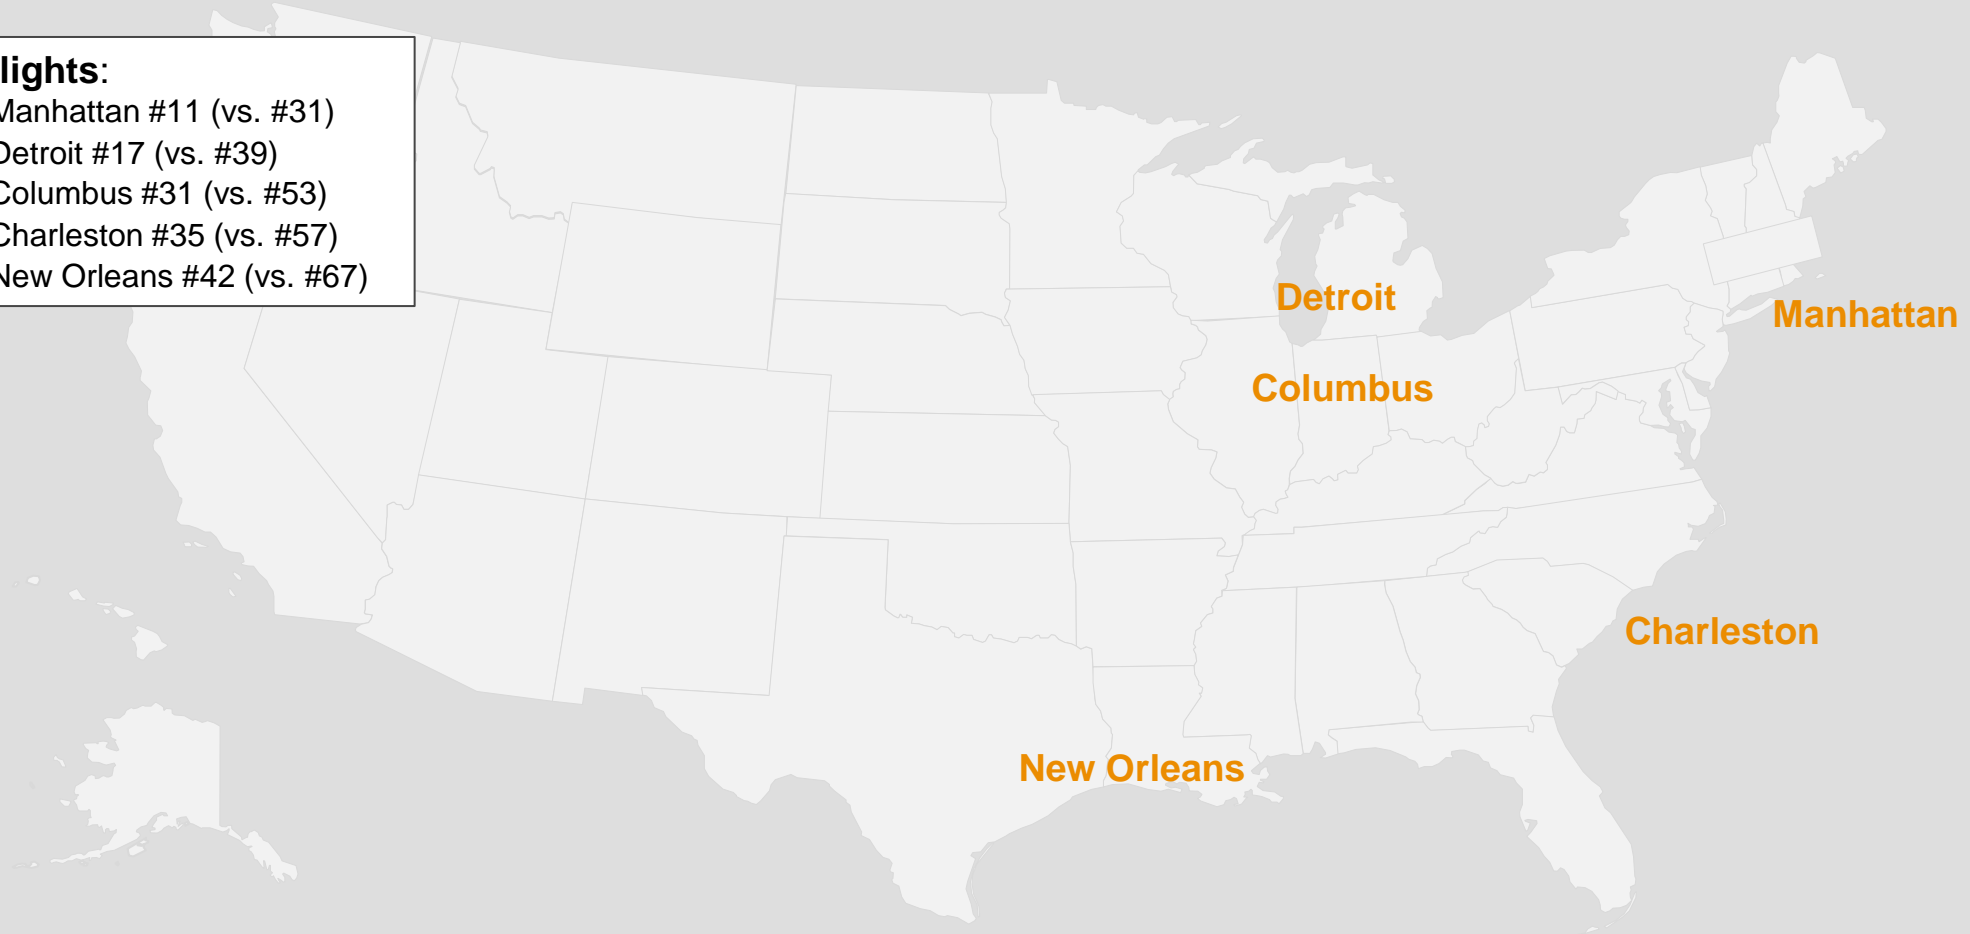 lights:
Manhattan #11 (vs. #31)
Detroit #17 (vs. #39)
Columbus #31 (vs. #53)
Charleston #35 (vs. #57)
New Orleans #42 (vs. #67)
Detroit
Manhattan
Columbus
Charleston
New Orleans